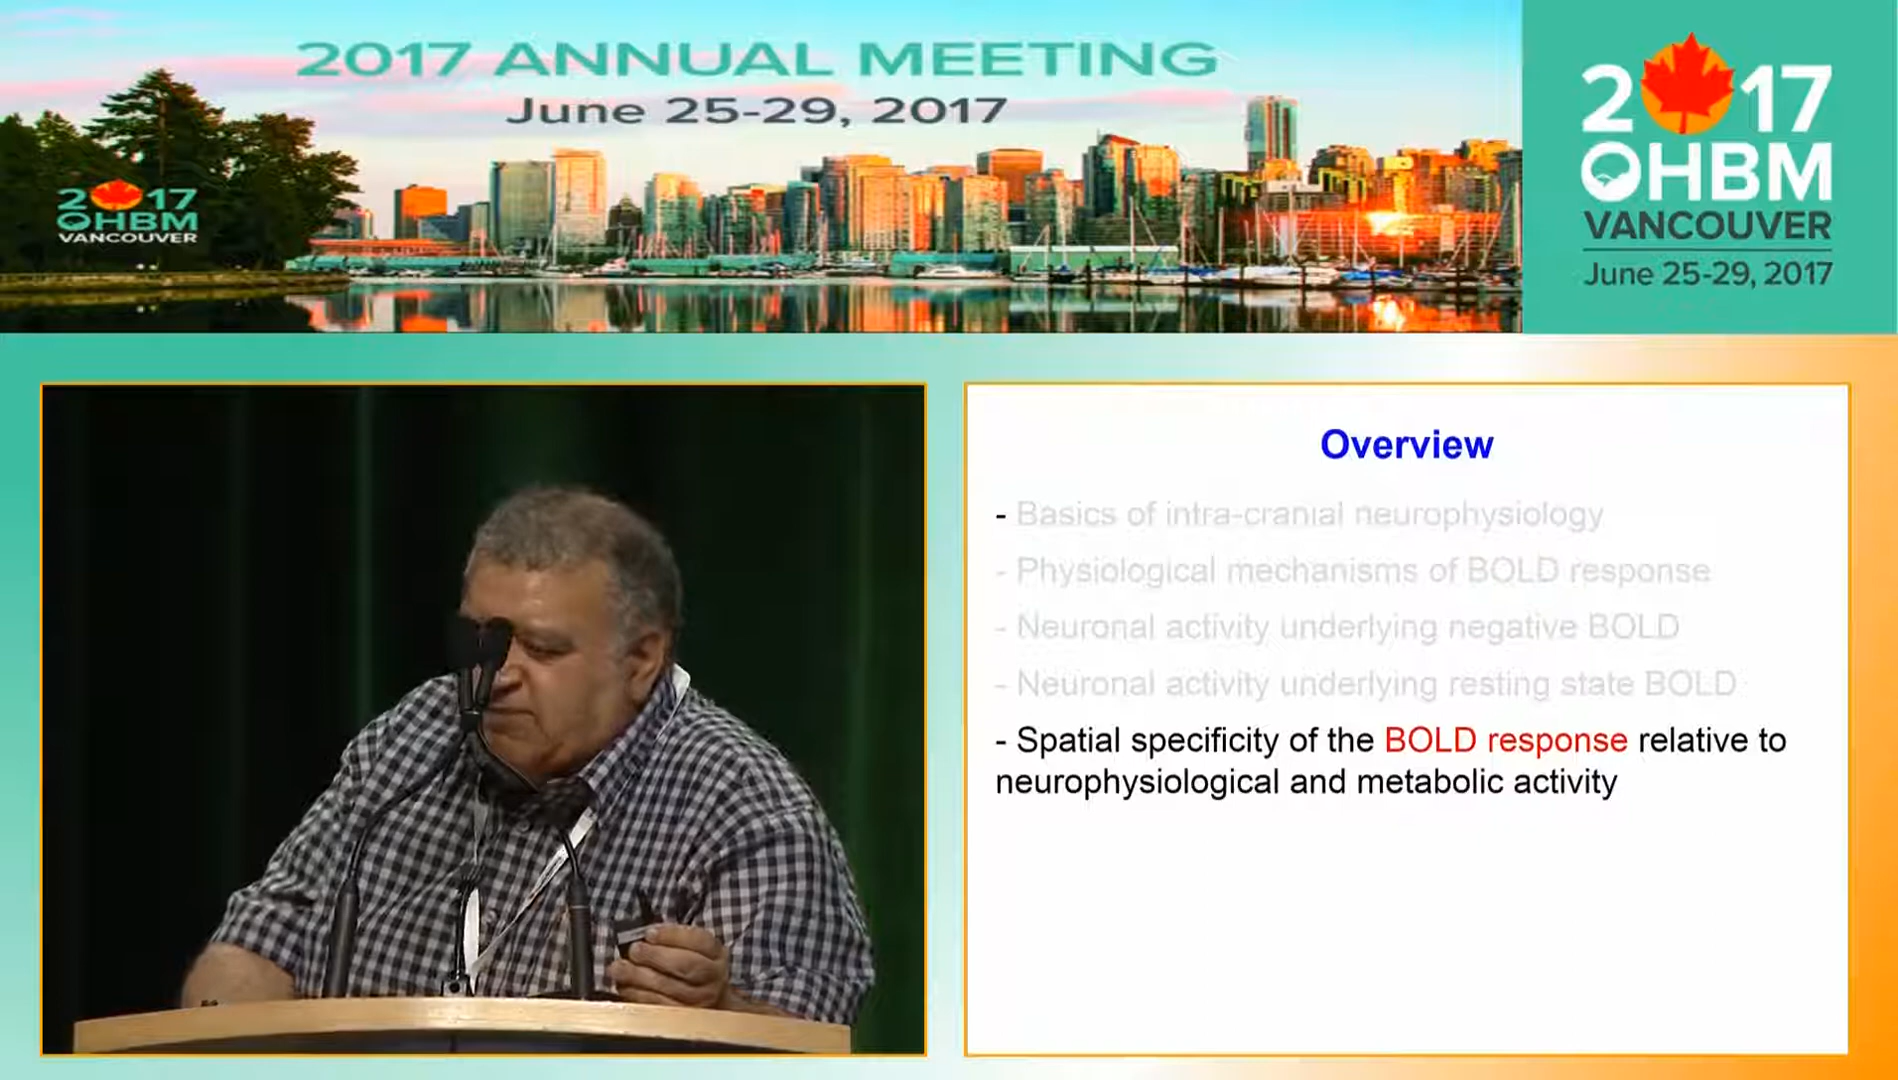 2017 ANNUAL MEETING
June 25-29, 2017
2017
OHBM
VANCOUVER
2017
OHBM
VANCOUVER
June 25-29, 2017
Overview
- Basics of intra-cranial neurophysiology
- Physiological mechanisms of BOLD response
- Neuronal activity underlying negative BOLD
- Neuronal activity underlying resting state BOLD
- Spatial specificity of the BOLD response relative to
neurophysiological and metabolic activity